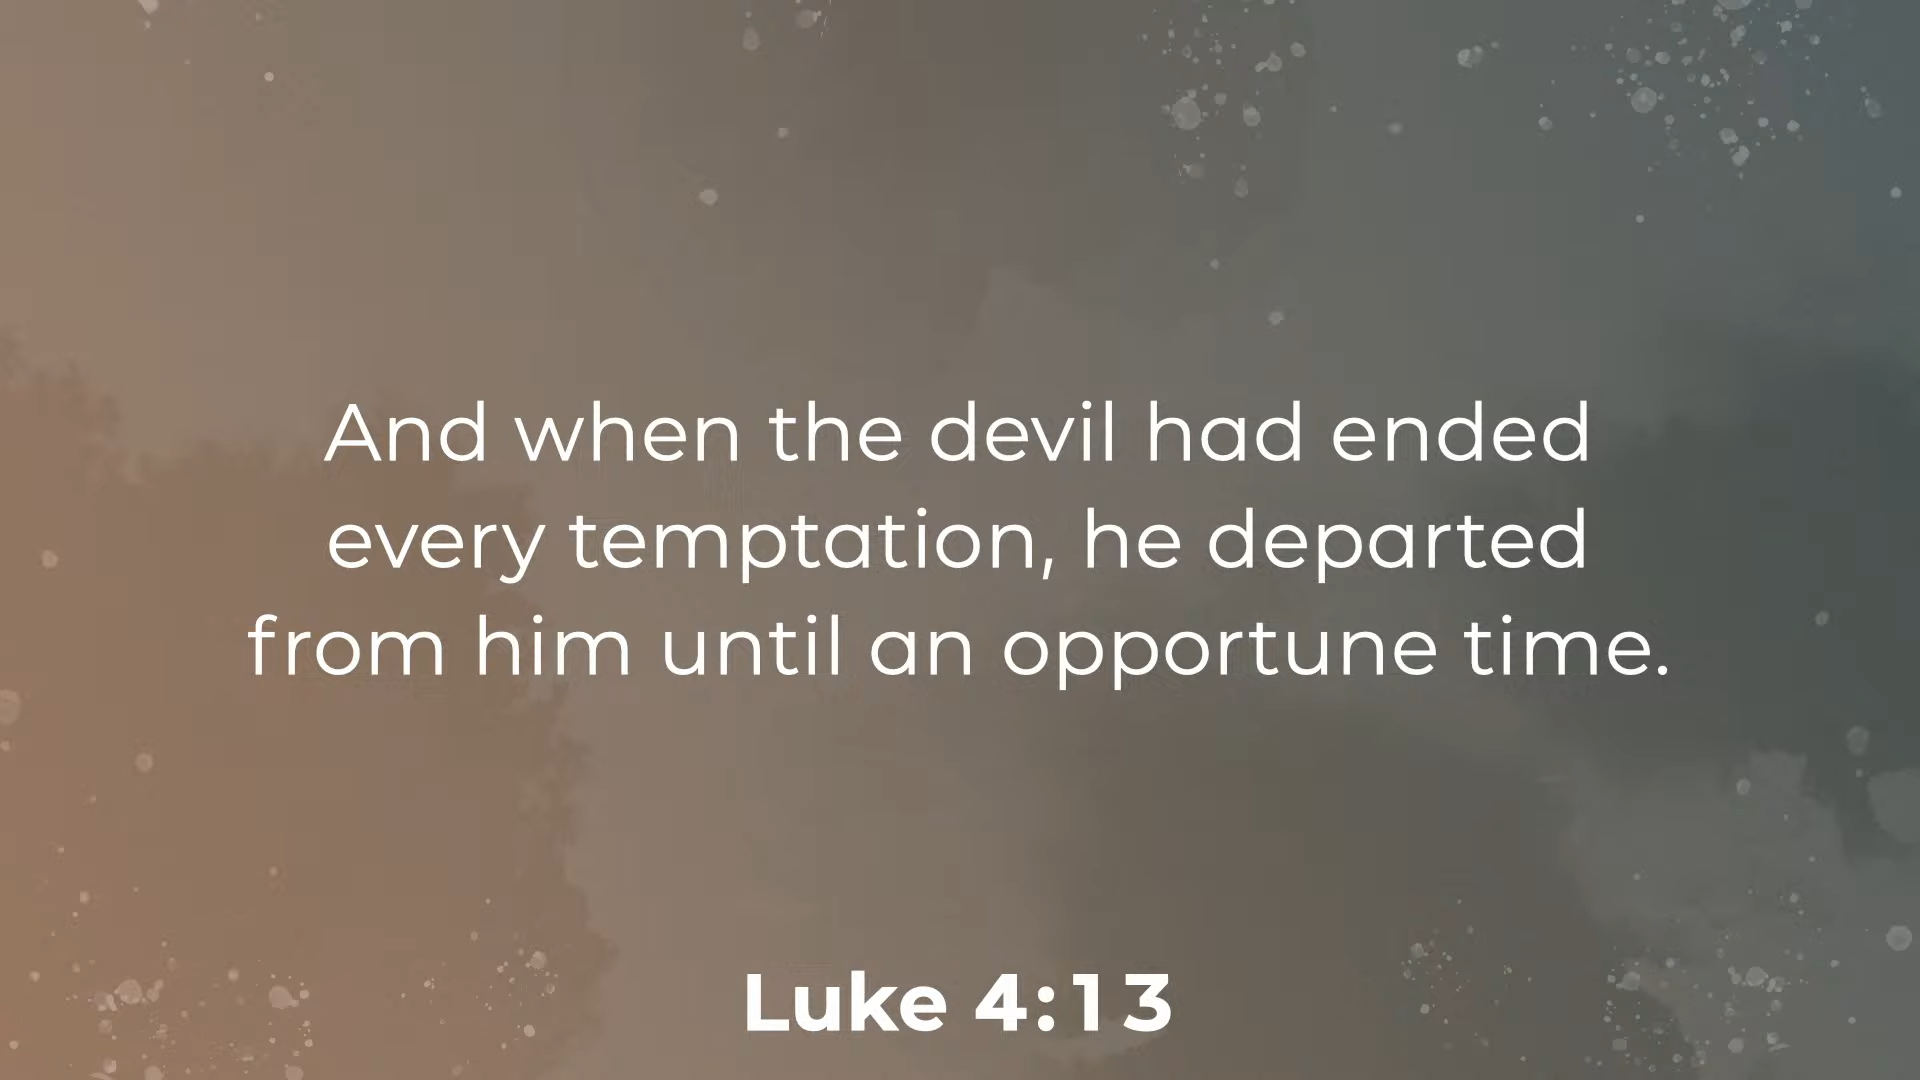 And when the devil had ended
every temptation, he departed
from him until an opportune time.
Luke 4:13